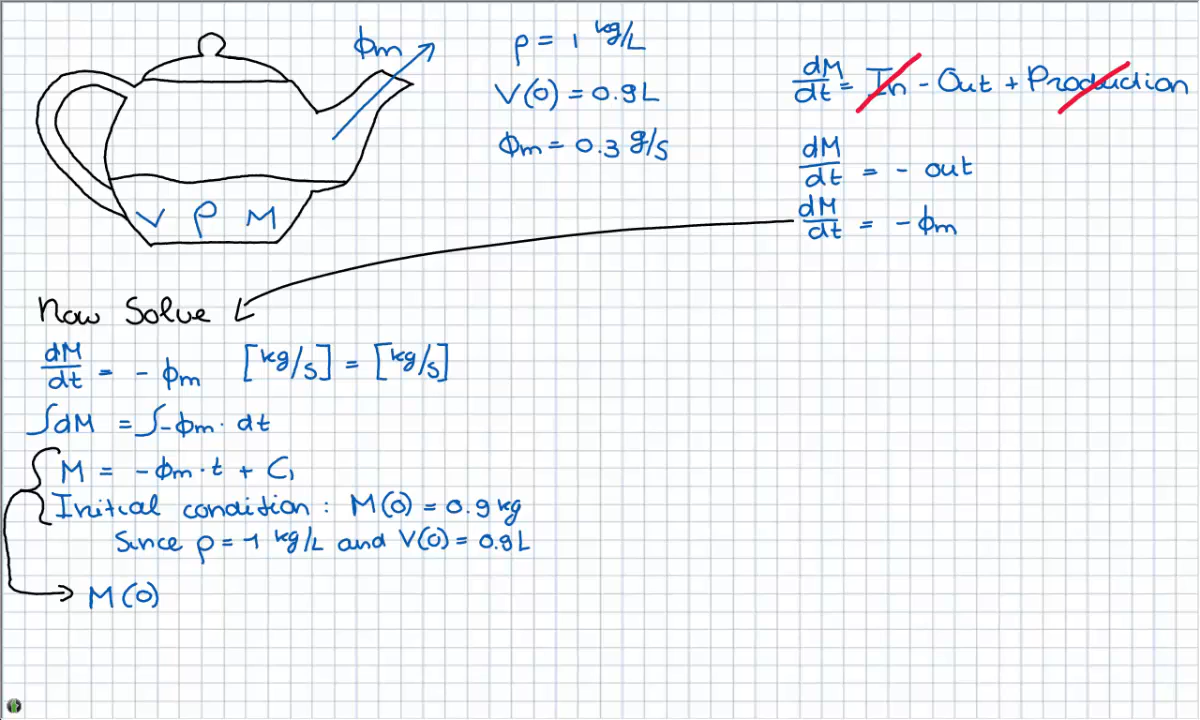 ϕm
ρ = 1 kg/L
V(0) = 0.9L
ϕm = 0.3 g/s
V ρ M
dM/dt = In - Out + Production
dM/dt = - out
dM/dt = - ϕm
Now Solve
dM/dt = - ϕm [kg/s] = [kg/s]
∫dM = ∫-ϕm · dt
M = -ϕm · t + C₁
Initial condition : M(0) = 0.9 kg
Since ρ = 1 kg/L and V(0) = 0.9L
M(0)